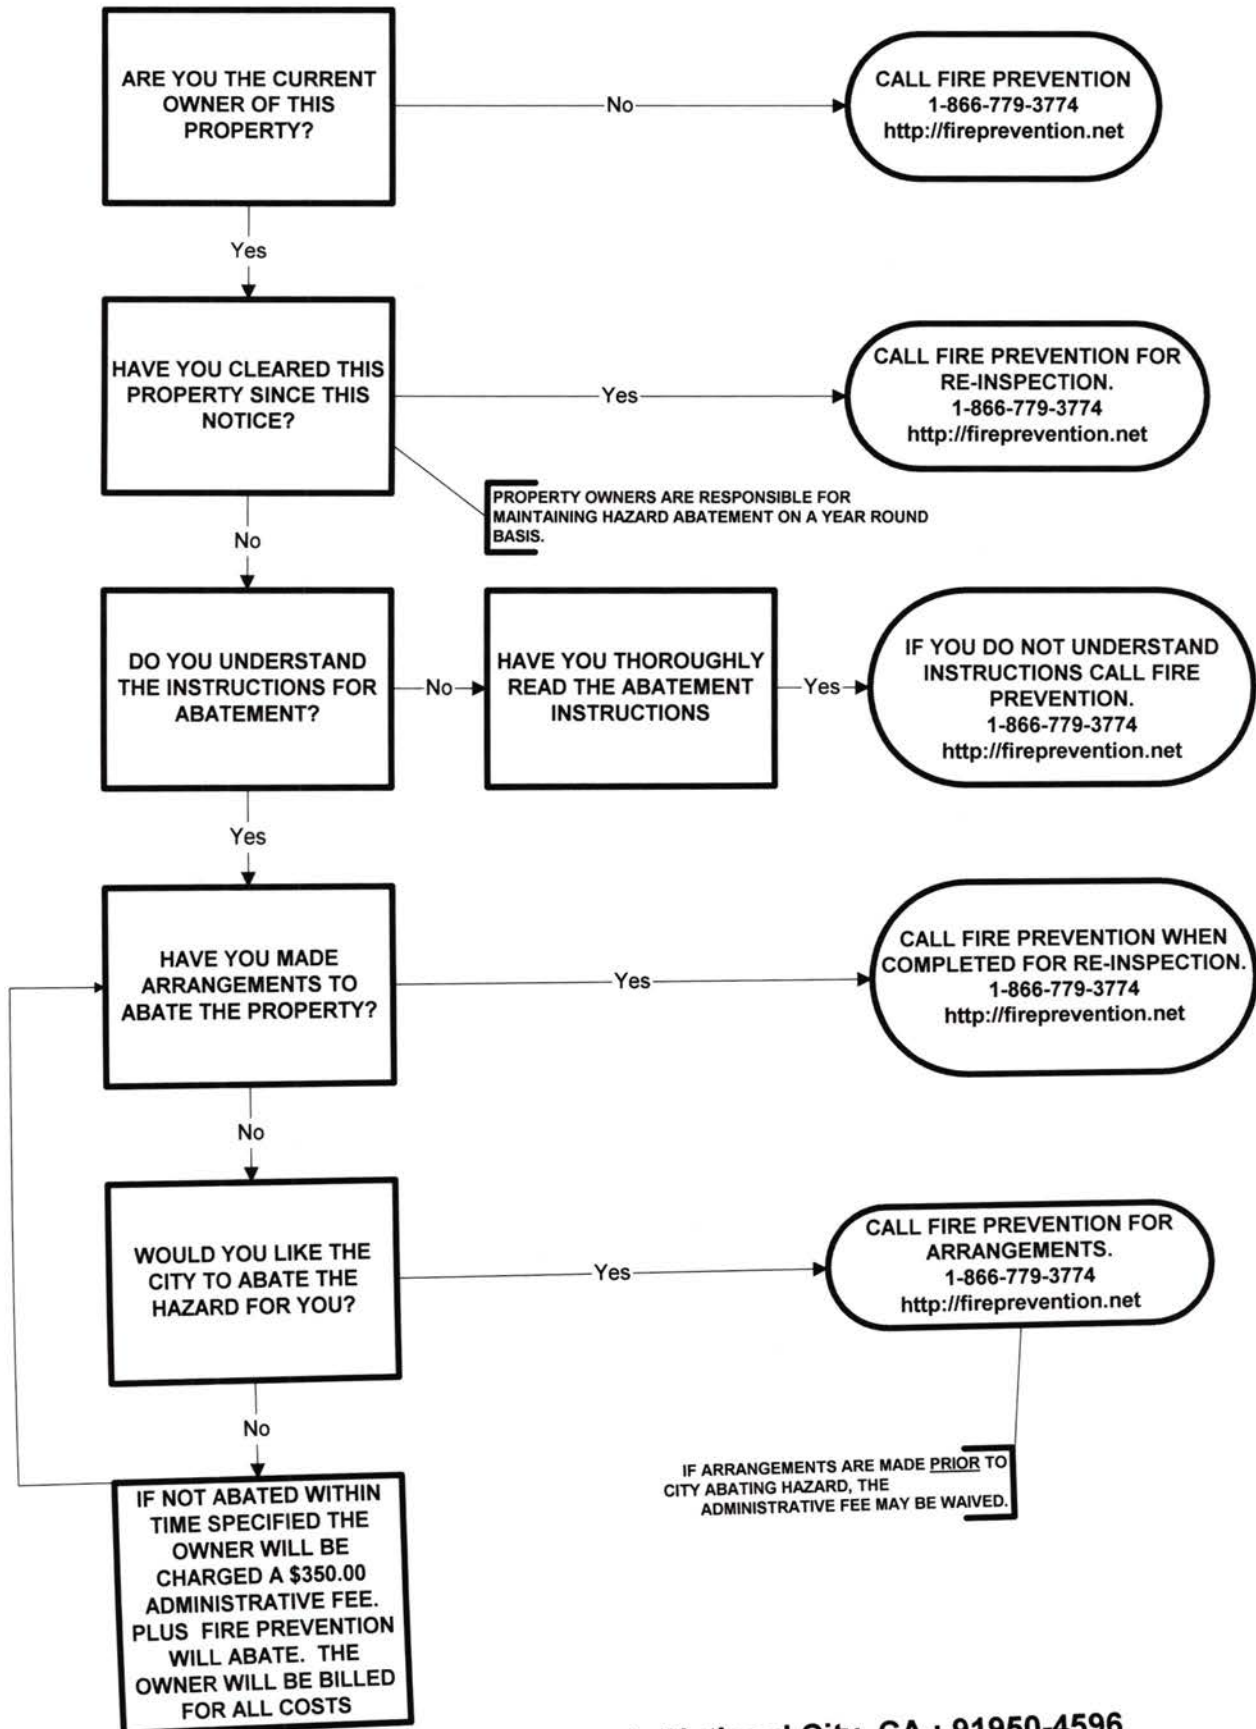 ARE YOU THE CURRENT
OWNER OF THIS
PROPERTY?
No
CALL FIRE PREVENTION
1-866-779-3774
http://fireprevention.net
Yes
HAVE YOU CLEARED THIS
PROPERTY SINCE THIS
NOTICE?
Yes
CALL FIRE PREVENTION FOR
RE-INSPECTION.
1-866-779-3774
http://fireprevention.net
PROPERTY OWNERS ARE RESPONSIBLE FOR
MAINTAINING HAZARD ABATEMENT ON A YEAR ROUND
BASIS.
No
DO YOU UNDERSTAND
THE INSTRUCTIONS FOR
ABATEMENT?
No
HAVE YOU THOROUGHLY
READ THE ABATEMENT
INSTRUCTIONS
Yes
IF YOU DO NOT UNDERSTAND
INSTRUCTIONS CALL FIRE
PREVENTION.
1-866-779-3774
http://fireprevention.net
Yes
HAVE YOU MADE
ARRANGEMENTS TO
ABATE THE PROPERTY?
Yes
CALL FIRE PREVENTION WHEN
COMPLETED FOR RE-INSPECTION.
1-866-779-3774
http://fireprevention.net
No
WOULD YOU LIKE THE
CITY TO ABATE THE
HAZARD FOR YOU?
Yes
CALL FIRE PREVENTION FOR
ARRANGEMENTS.
1-866-779-3774
http://fireprevention.net
No
IF ARRANGEMENTS ARE MADE PRIOR TO
CITY ABATING HAZARD, THE
ADMINISTRATIVE FEE MAY BE WAIVED.
IF NOT ABATED WITHIN
TIME SPECIFIED THE
OWNER WILL BE
CHARGED A $350.00
ADMINISTRATIVE FEE.
PLUS FIRE PREVENTION
WILL ABATE. THE
OWNER WILL BE BILLED
FOR ALL COSTS
National City, CA : 91950-4596